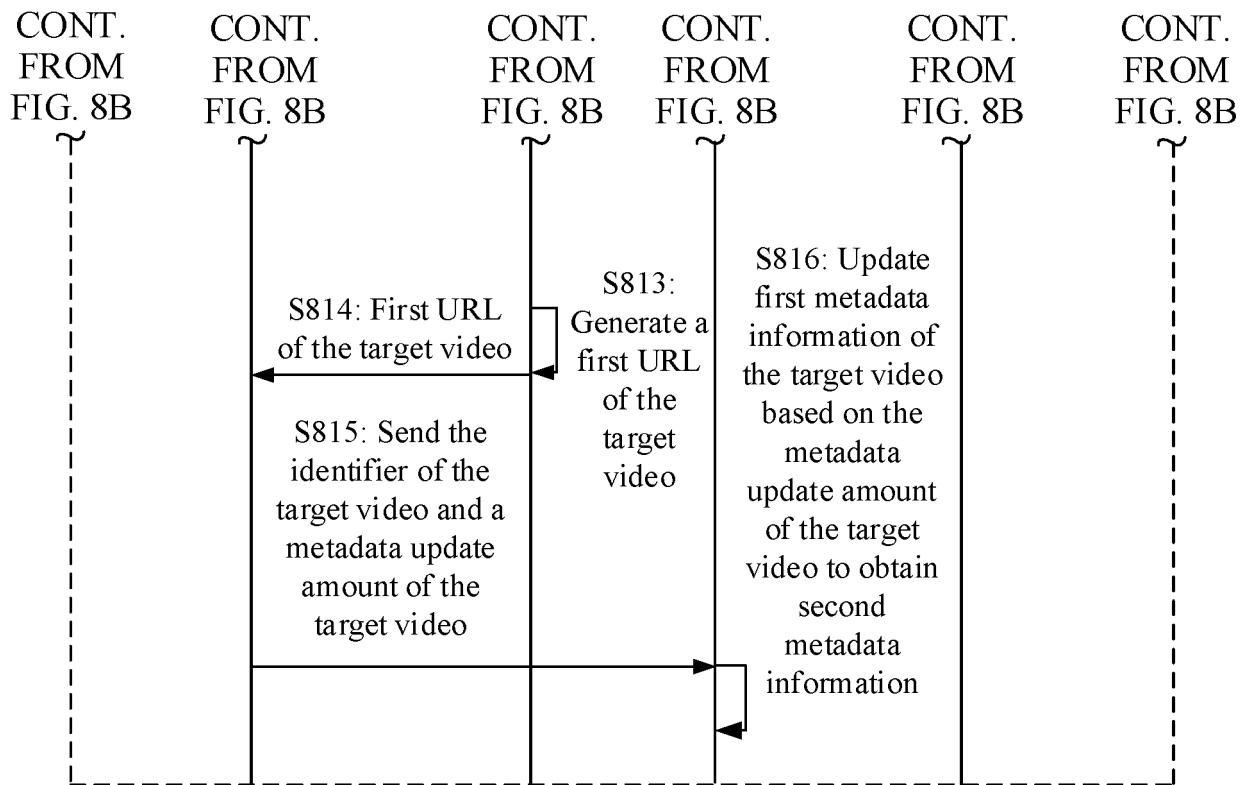 CONT.
FROM
FIG. 8B
CONT.
FROM
FIG. 8B
CONT.
FROM
FIG. 8B
CONT.
FROM
FIG. 8B
CONT.
FROM
FIG. 8B
CONT.
FROM
FIG. 8B
S813:
Generate a
first URL
of the
target
video
S814: First URL
of the target video
S815: Send the
identifier of the
target video and a
metadata update
amount of the
target video
S816: Update
first metadata
information of
the target video
based on the
metadata
update amount
of the target
video to obtain
second
metadata
information